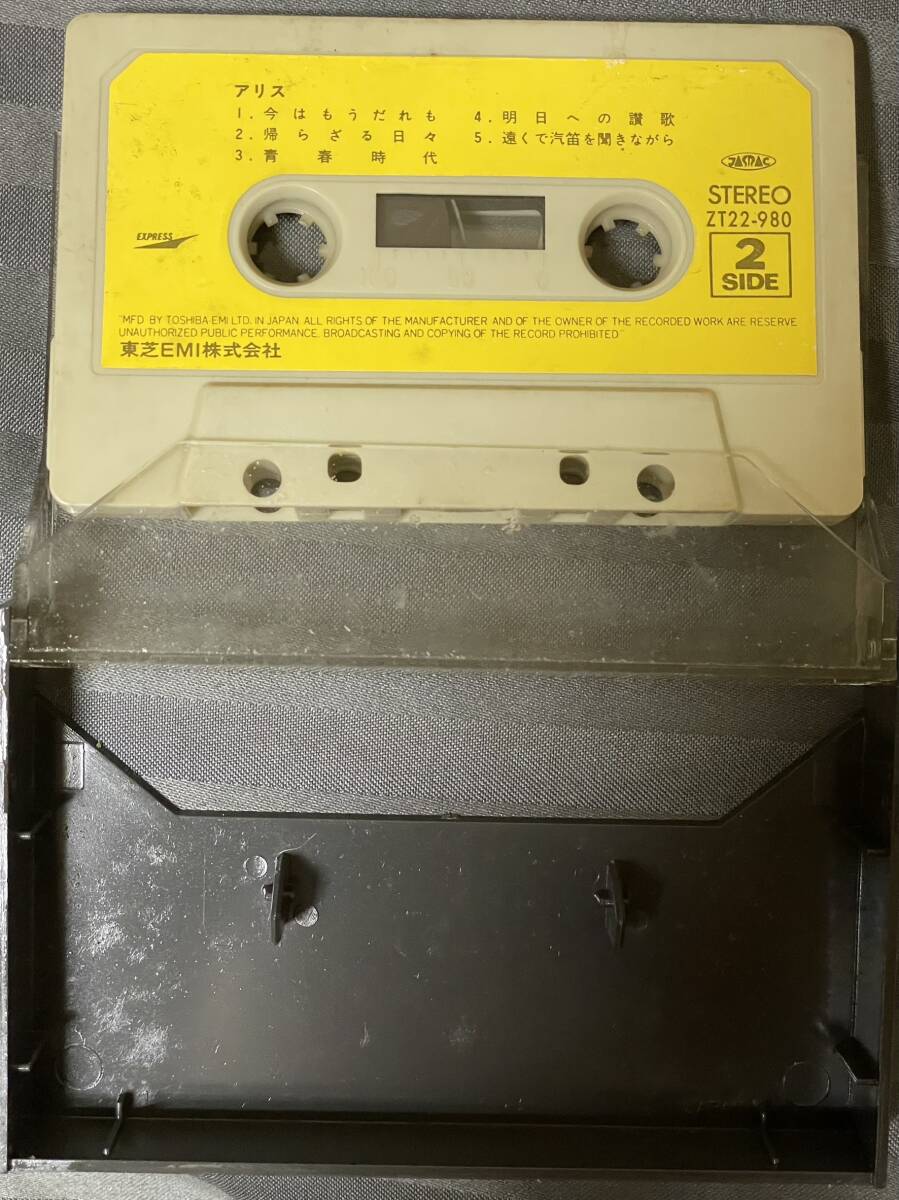 アリス
1. 今はもうだれも
2. 帰らざる日々
3. 青春時代
4. 明日への讃歌
5. 遠くで汽笛を聞きながら
JASRAC
STEREO
ZT22-980
2
SIDE
EXPRESS
"MFD. BY TOSHIBA-EMI LTD. IN JAPAN. ALL RIGHTS OF THE MANUFACTURER AND OF THE OWNER OF THE RECORDED WORK ARE RESERVE
UNAUTHORIZED PUBLIC PERFORMANCE, BROADCASTING AND COPYING OF THE RECORD PROHIBITED"
東芝EMI株式会社
100 50 0